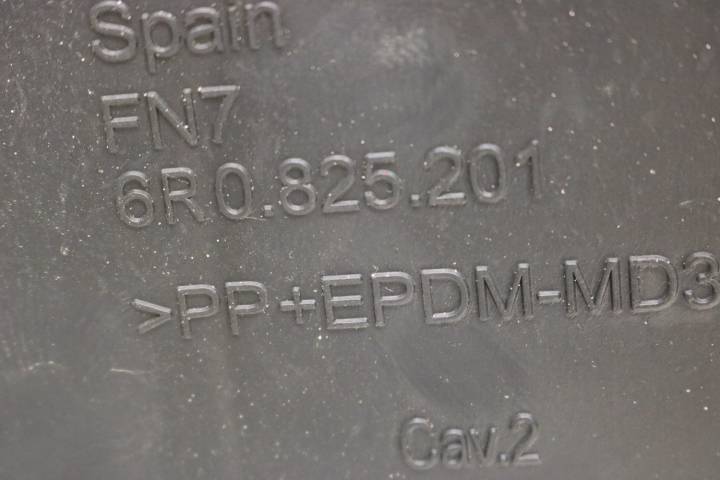 Spain
FN7
6R0.825.201
>PP+EPDM-MD3
Cav.2